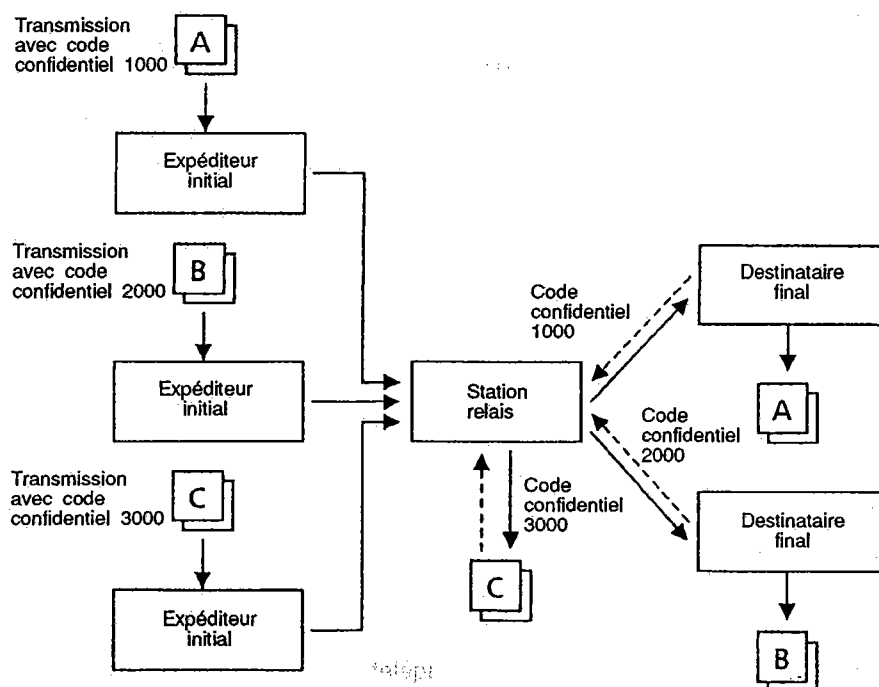 Transmission
avec code
confidentiel 1000
A
Expéditeur
initial
Transmission
avec code
confidentiel 2000
B
Expéditeur
initial
Transmission
avec code
confidentiel 3000
C
Expéditeur
initial
Station
relais
Code
confidentiel
1000
Code
confidentiel
2000
Code
confidentiel
3000
C
Destinataire
final
A
Destinataire
final
B